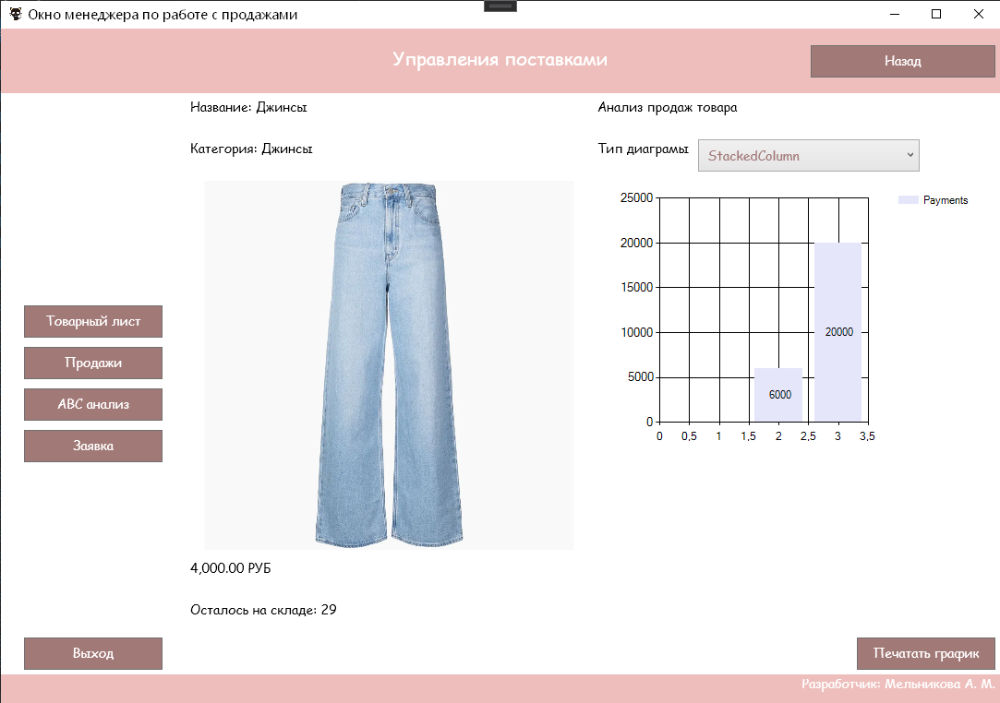 Окно менеджера по работе с продажами
Управления поставками
Назад
Название: Джинсы
Категория: Джинсы
4,000.00 РУБ
Осталось на складе: 29
Анализ продаж товара
Тип диаграмы
StackedColumn
25000
20000
15000
10000
5000
0
0 0,5 1 1,5 2 2,5 3 3,5
6000
20000
Payments
Товарный лист
Продажи
ABC анализ
Заявка
Выход
Печатать график
Разработчик: Мельникова А. М.